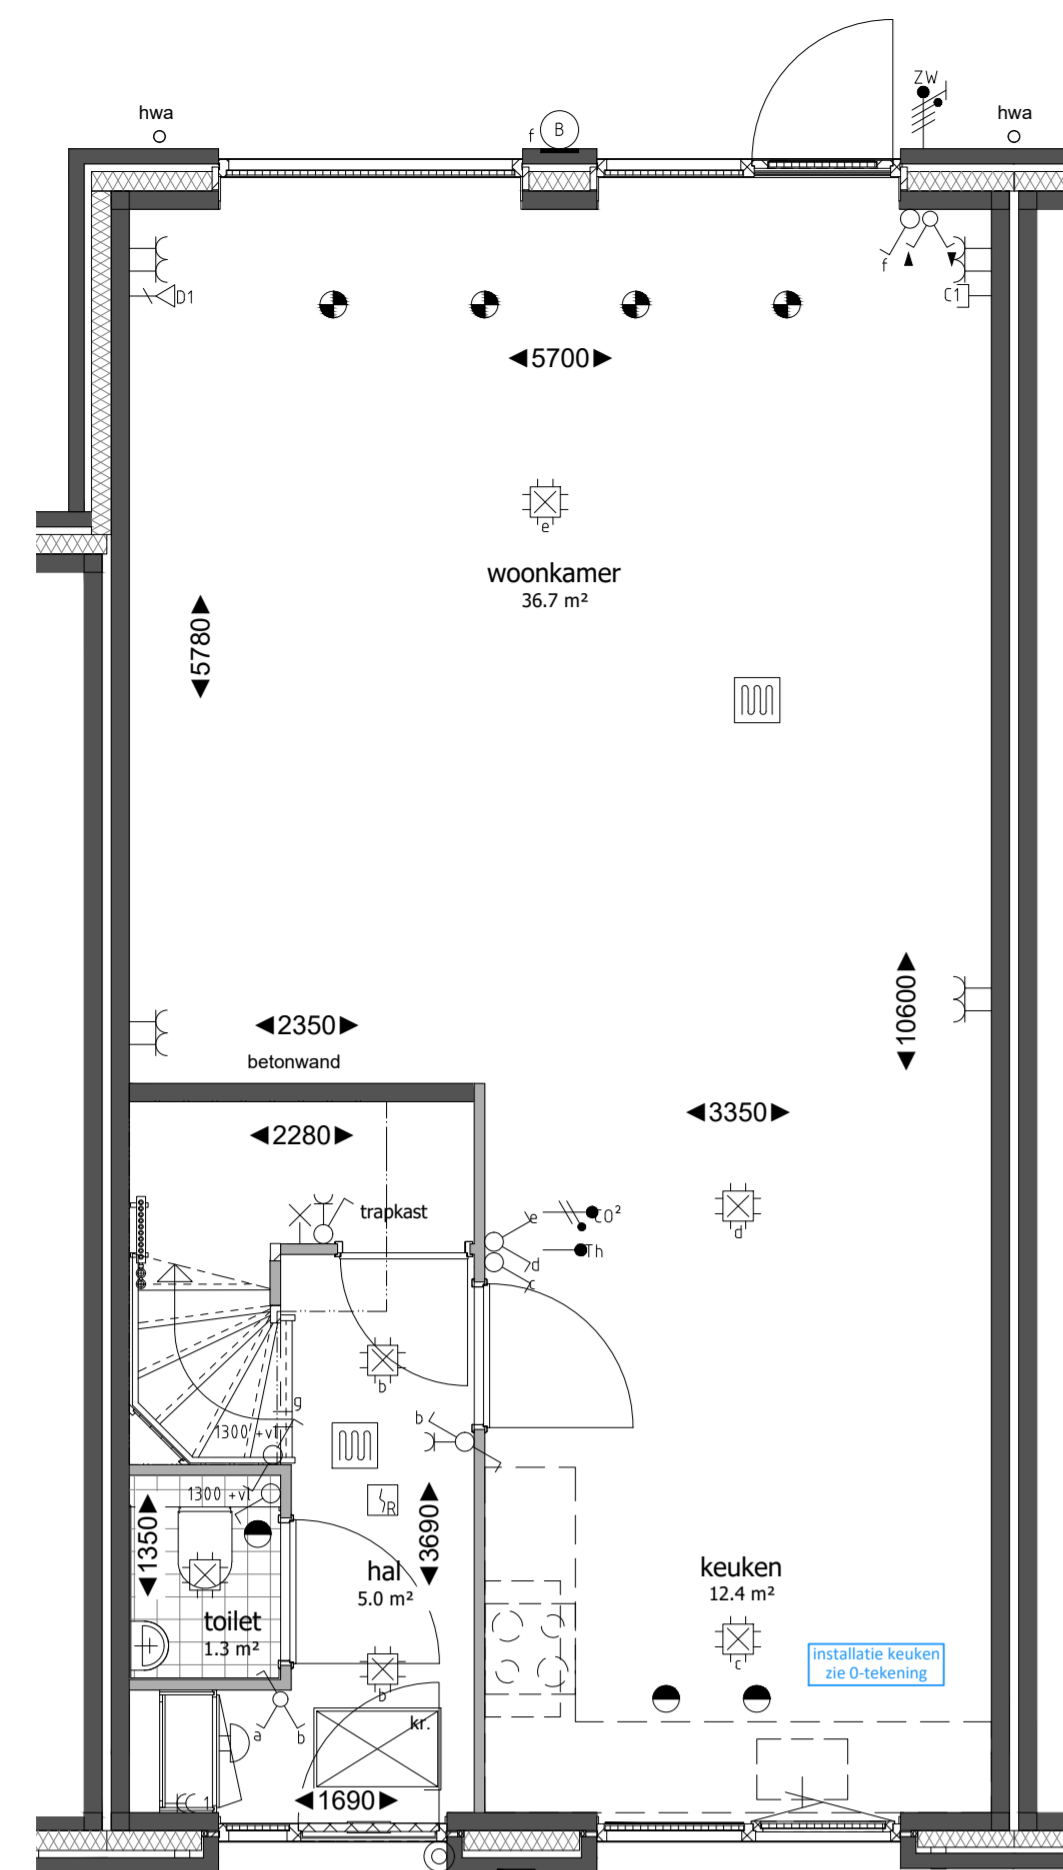 ZW
hwa
hwa
f
B
f
D1
C1
5700
e
woonkamer
36.7 m²
5780
10600
2350
betonwand
3350
2280
trapkast
e
CO²
d
Th
d
c
b
g
b
1300 +vl
1300 +vl
R
1350
3690
hal
5.0 m²
keuken
12.4 m²
toilet
1.3 m²
c
installatie keuken
zie 0-tekening
b
a
b
kr.
1690